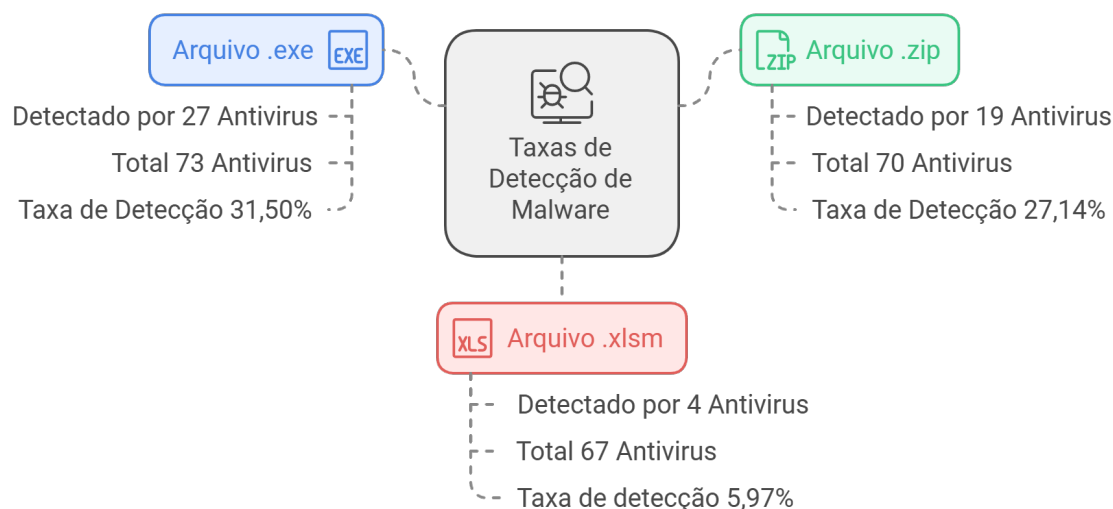 Arquivo .exe
EXE
Detectado por 27 Antivirus
Total 73 Antivirus
Taxa de Detecção 31,50%
Taxas de
Detecção de
Malware
ZIP
Arquivo .zip
Detectado por 19 Antivirus
Total 70 Antivirus
Taxa de Detecção 27,14%
XLS
Arquivo .xlsm
Detectado por 4 Antivirus
Total 67 Antivirus
Taxa de detecção 5,97%